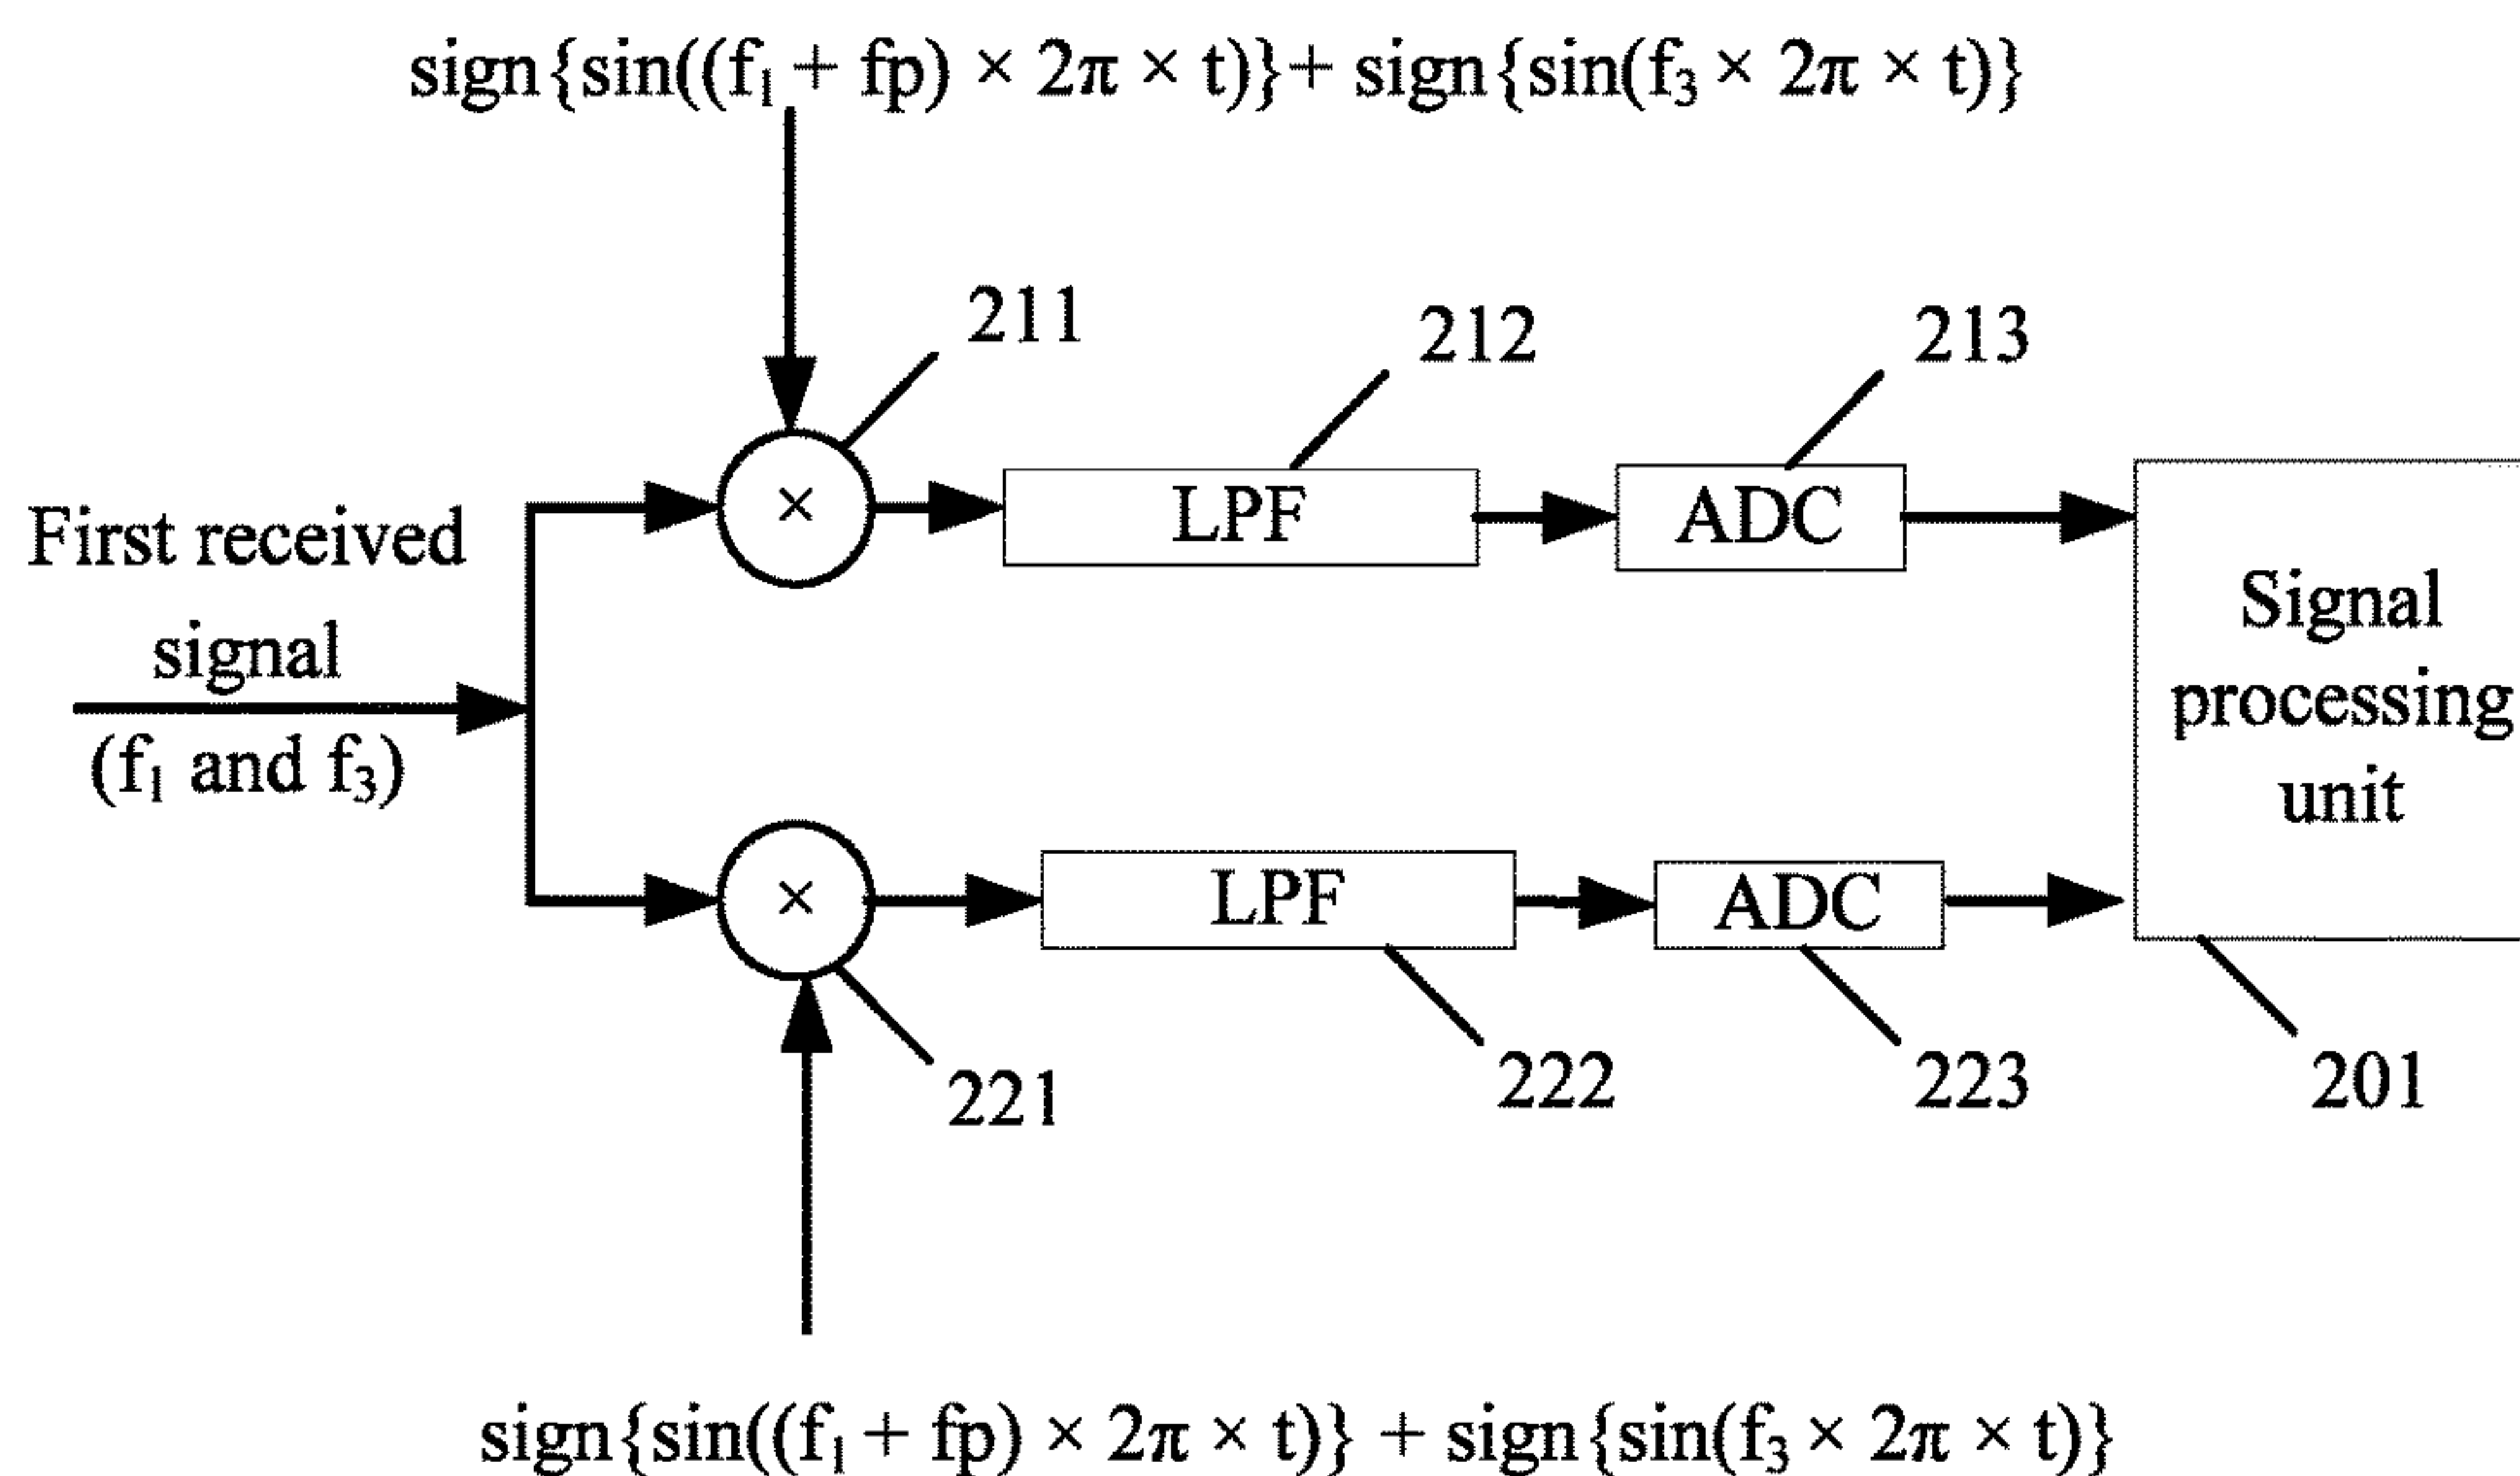 sign{sin((f₁ + fp) × 2π × t)}+ sign{sin(f₃ × 2π × t)}
211
212
213
×
LPF
ADC
First received
signal
(f₁ and f₃)
Signal
processing
unit
×
LPF
ADC
221
222
223
201
sign{sin((f₁ + fp) × 2π × t)} + sign{sin(f₃ × 2π × t)}